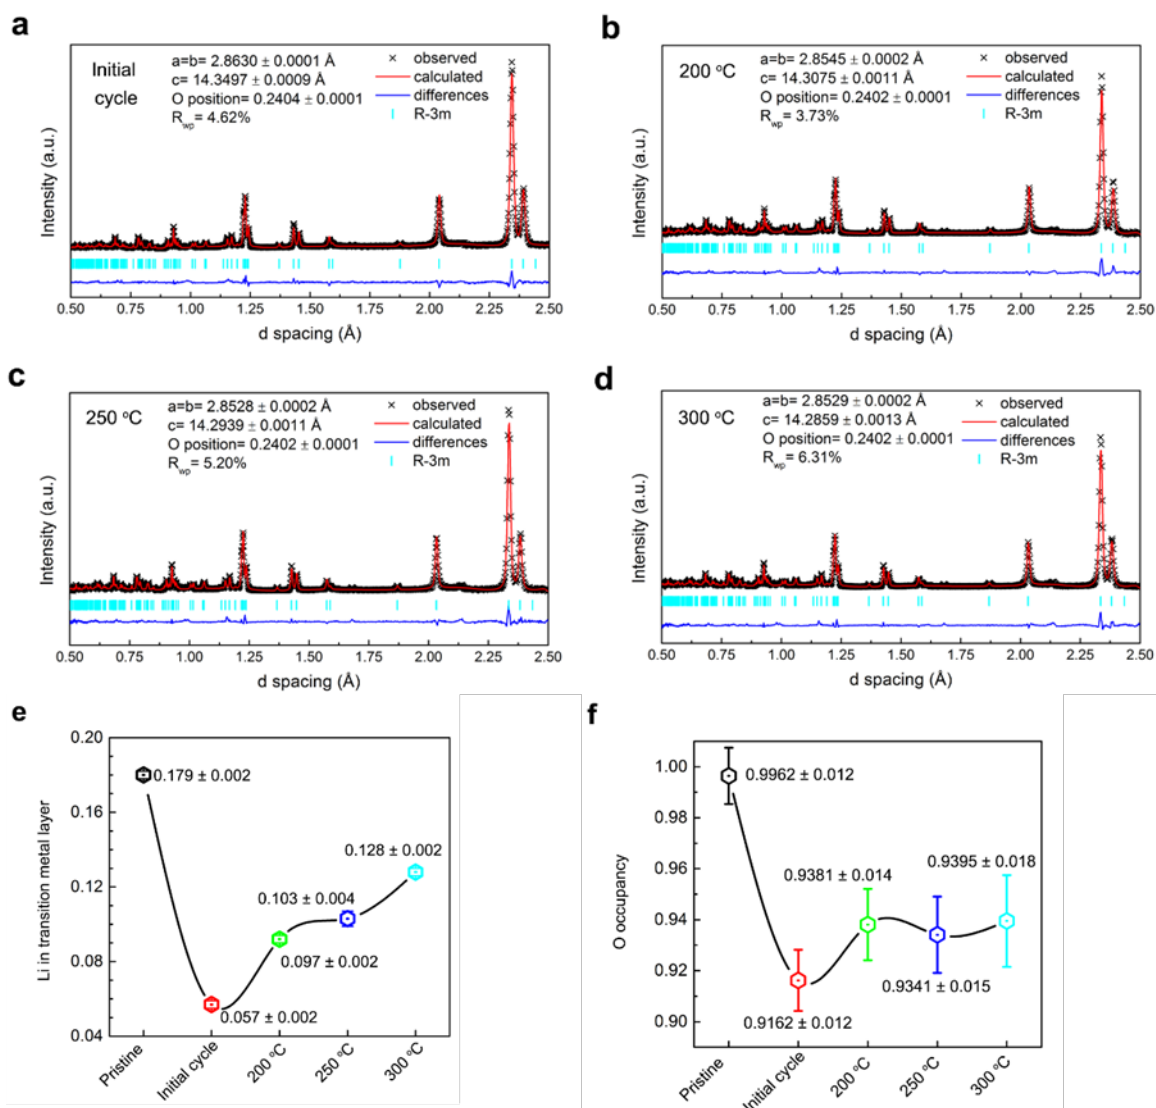 a
Initial
cycle
a=b= 2.8630 ± 0.0001 Å
c= 14.3497 ± 0.0009 Å
O position= 0.2404 ± 0.0001
Rwp= 4.62%
observed
calculated
differences
R-3m
Intensity (a.u.)
0.50 0.75 1.00 1.25 1.50 1.75 2.00 2.25 2.50
d spacing (Å)
b
200 °C
a=b= 2.8545 ± 0.0002 Å
c= 14.3075 ± 0.0011 Å
O position= 0.2402 ± 0.0001
Rwp= 3.73%
observed
calculated
differences
R-3m
Intensity (a.u.)
0.50 0.75 1.00 1.25 1.50 1.75 2.00 2.25 2.50
d spacing (Å)
c
250 °C
a=b= 2.8528 ± 0.0002 Å
c= 14.2939 ± 0.0011 Å
O position= 0.2402 ± 0.0001
Rwp= 5.20%
observed
calculated
differences
R-3m
Intensity (a.u.)
0.50 0.75 1.00 1.25 1.50 1.75 2.00 2.25 2.50
d spacing (Å)
d
300 °C
a=b= 2.8529 ± 0.0002 Å
c= 14.2859 ± 0.0013 Å
O position= 0.2402 ± 0.0001
Rwp= 6.31%
observed
calculated
differences
R-3m
Intensity (a.u.)
0.50 0.75 1.00 1.25 1.50 1.75 2.00 2.25 2.50
d spacing (Å)
e
Li in transition metal layer
0.20
0.16
0.12
0.08
0.04
0.179 ± 0.002
0.057 ± 0.002
0.097 ± 0.002
0.103 ± 0.004
0.128 ± 0.002
Pristine
Initial cycle
200 °C
250 °C
300 °C
f
O occupancy
1.00
0.98
0.96
0.94
0.92
0.90
0.9962 ± 0.012
0.9162 ± 0.012
0.9381 ± 0.014
0.9341 ± 0.015
0.9395 ± 0.018
Pristine
Initial cycle
200 °C
250 °C
300 °C